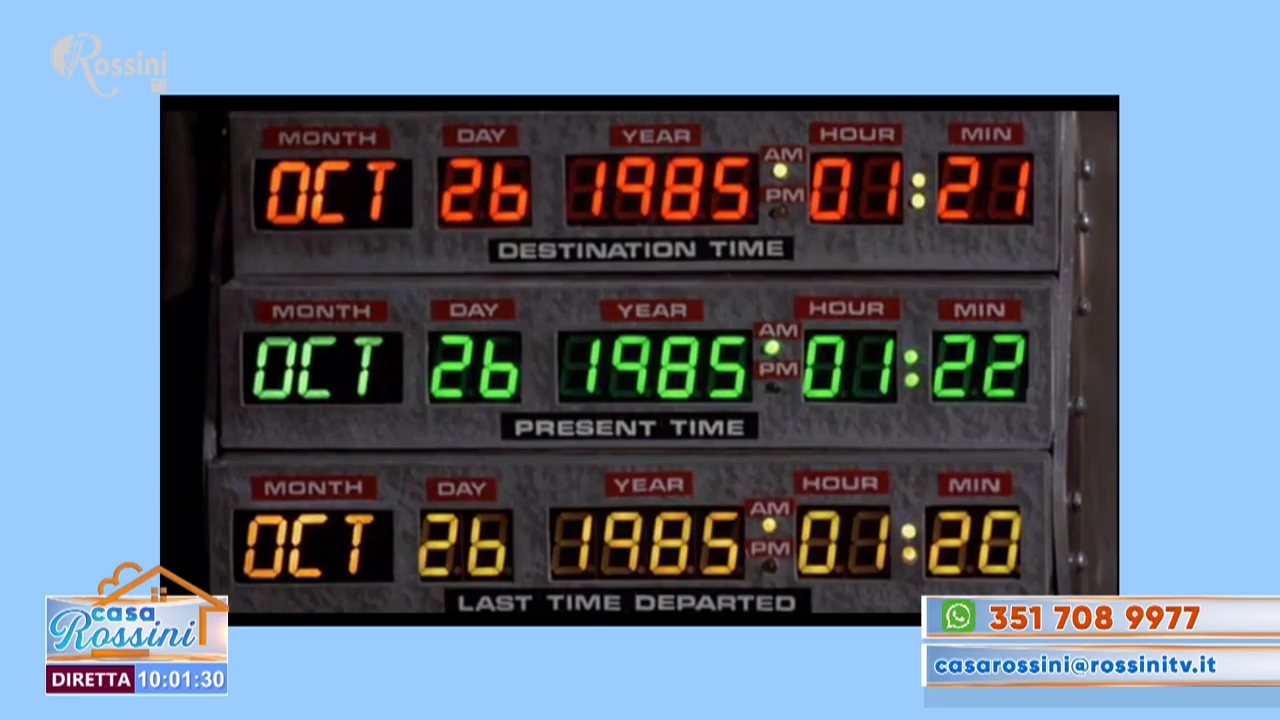 Rossini
MONTH DAY YEAR HOUR MIN
AM
PM
OCT 26 1985 01:21
DESTINATION TIME
MONTH DAY YEAR HOUR MIN
AM
PM
OCT 26 1985 01:22
PRESENT TIME
MONTH DAY YEAR HOUR MIN
AM
PM
OCT 26 1985 01:20
LAST TIME DEPARTED
casa
Rossini
DIRETTA 10:01:30
351 708 9977
casarossini@rossinitv.it